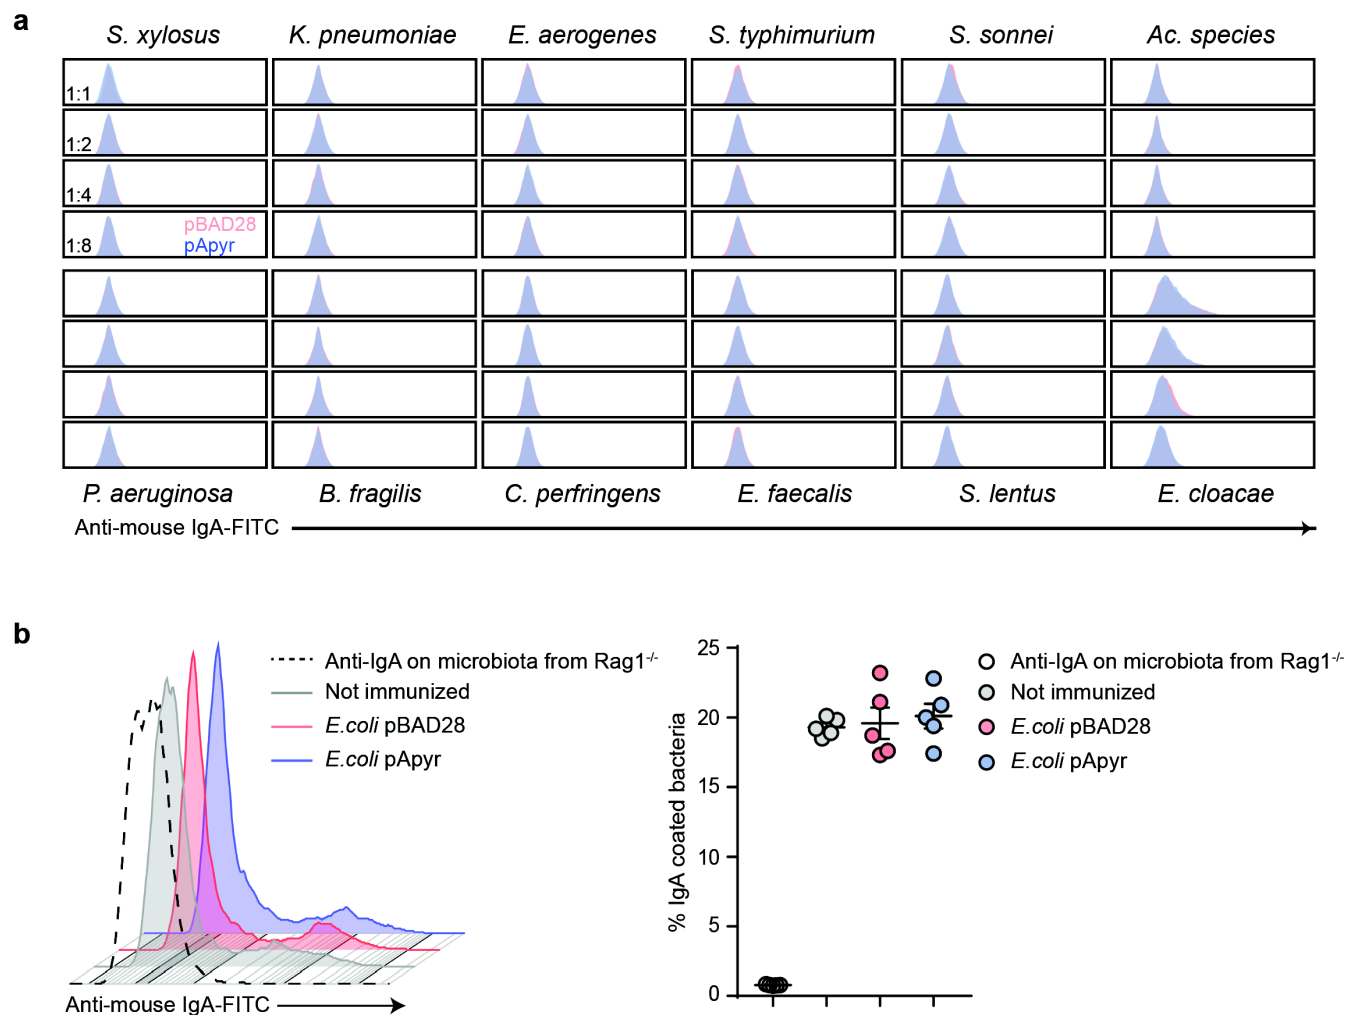 a
S. xylosus K. pneumoniae E. aerogenes S. typhimurium S. sonnei Ac. species
1:1
1:2
1:4
1:8
pBAD28
pApyr
P. aeruginosa B. fragilis C. perfringens E. faecalis S. lentus E. cloacae
Anti-mouse IgA-FITC
b
Anti-IgA on microbiota from Rag1-/-
Not immunized
E.coli pBAD28
E.coli pApyr
Anti-mouse IgA-FITC
% IgA coated bacteria
25
20
15
10
5
0
Anti-IgA on microbiota from Rag1-/-
Not immunized
E.coli pBAD28
E.coli pApyr